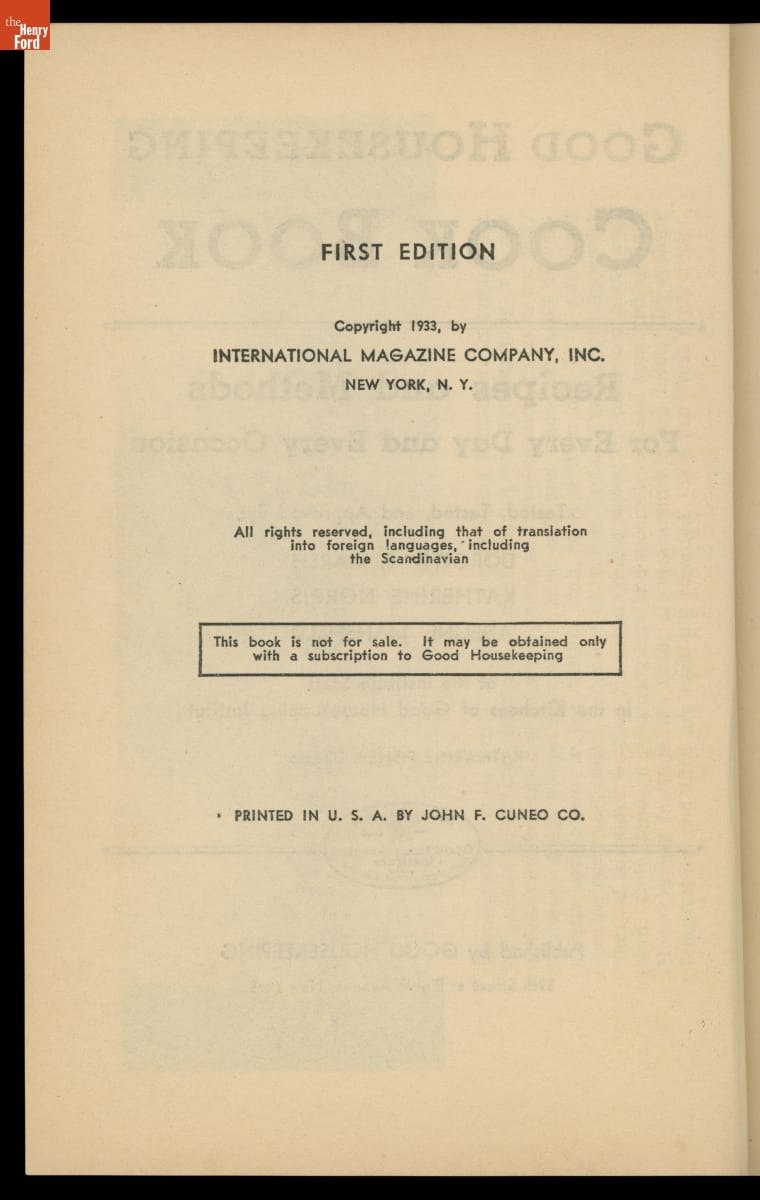 the
Henry
Ford
FIRST EDITION
Copyright 1933, by
INTERNATIONAL MAGAZINE COMPANY, INC.
NEW YORK, N. Y.
All rights reserved, including that of translation
into foreign languages, including
the Scandinavian
This book is not for sale. It may be obtained only
with a subscription to Good Housekeeping
PRINTED IN U. S. A. BY JOHN F. CUNEO CO.